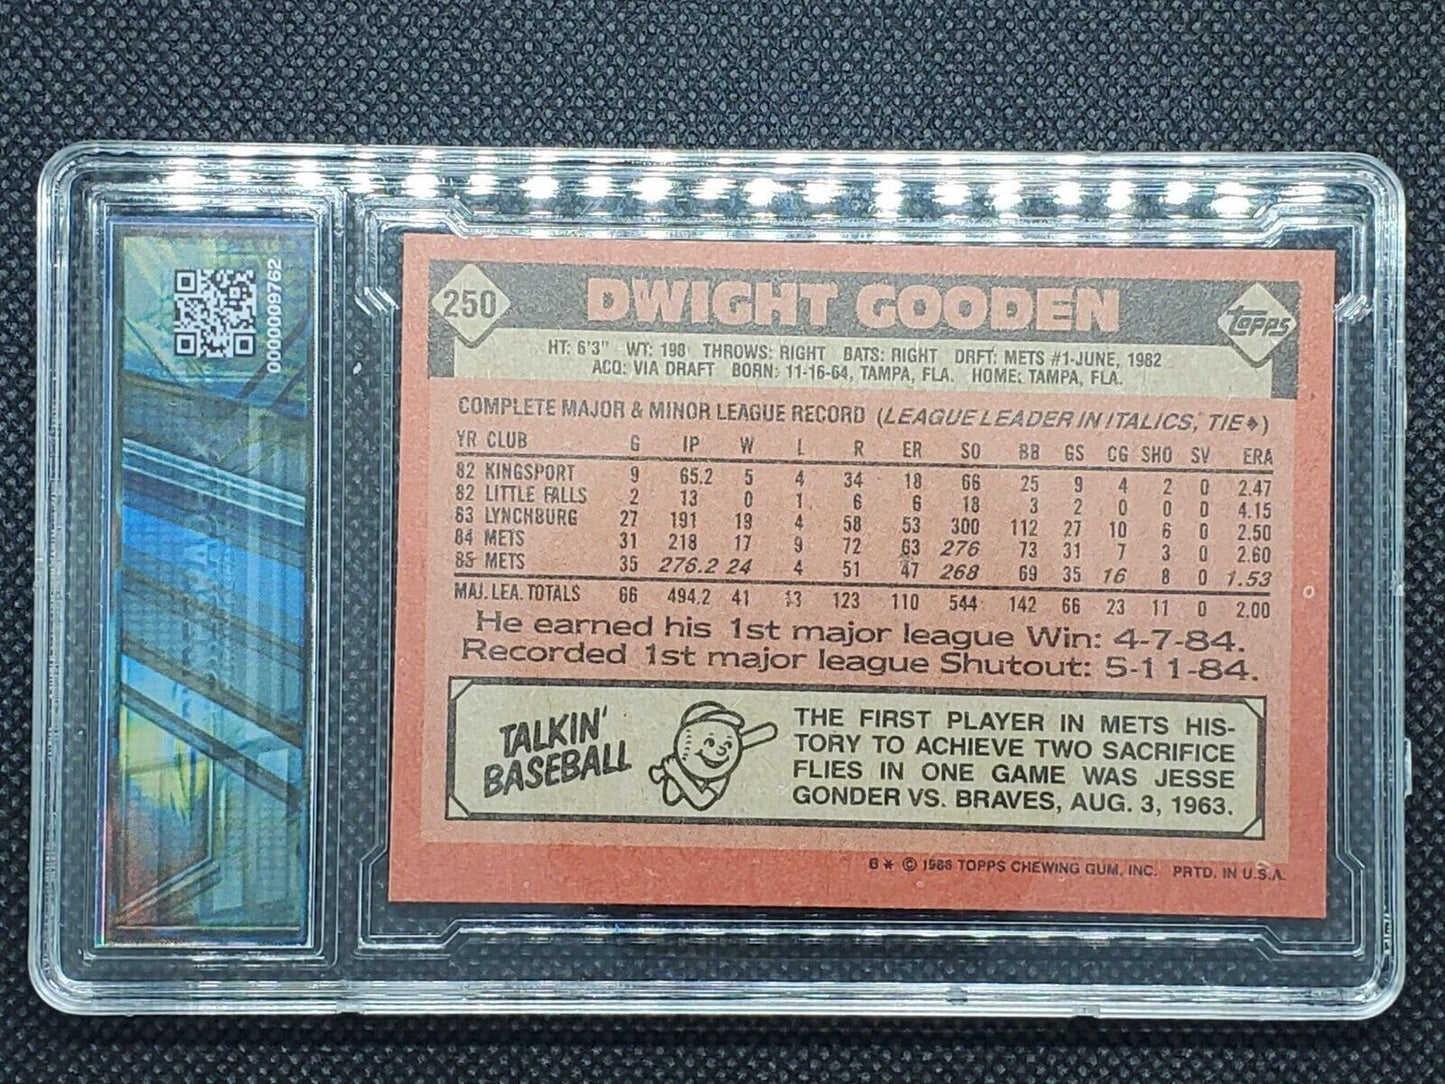 0000009762
250
DWIGHT GOODEN
Topps
HT: 6'3" WT: 198 THROWS: RIGHT BATS: RIGHT DRFT: METS #1-JUNE, 1982
ACQ: VIA DRAFT BORN: 11-16-64, TAMPA, FLA. HOME: TAMPA, FLA.
COMPLETE MAJOR & MINOR LEAGUE RECORD (LEAGUE LEADER IN ITALICS, TIE♦)
YR CLUB G IP W L R ER SO BB GS CG SHO SV ERA
82 KINGSPORT 9 65.2 5 4 34 18 66 25 9 4 2 0 2.47
82 LITTLE FALLS 2 13 0 1 6 6 18 3 2 0 0 0 4.15
83 LYNCHBURG 27 191 19 4 58 53 300 112 27 10 6 0 2.50
84 METS 31 218 17 9 72 63 276 73 31 7 3 0 2.60
85 METS 35 276.2 24 4 51 47 268 69 35 16 8 0 1.53
MAJ. LEA. TOTALS 66 494.2 41 13 123 110 544 142 66 23 11 0 2.00
He earned his 1st major league Win: 4-7-84.
Recorded 1st major league Shutout: 5-11-84.
TALKIN'
BASEBALL
THE FIRST PLAYER IN METS HIS-
TORY TO ACHIEVE TWO SACRIFICE
FLIES IN ONE GAME WAS JESSE
GONDER VS. BRAVES, AUG. 3, 1963.
B * © 1986 TOPPS CHEWING GUM, INC. PRTD. IN U.S.A.